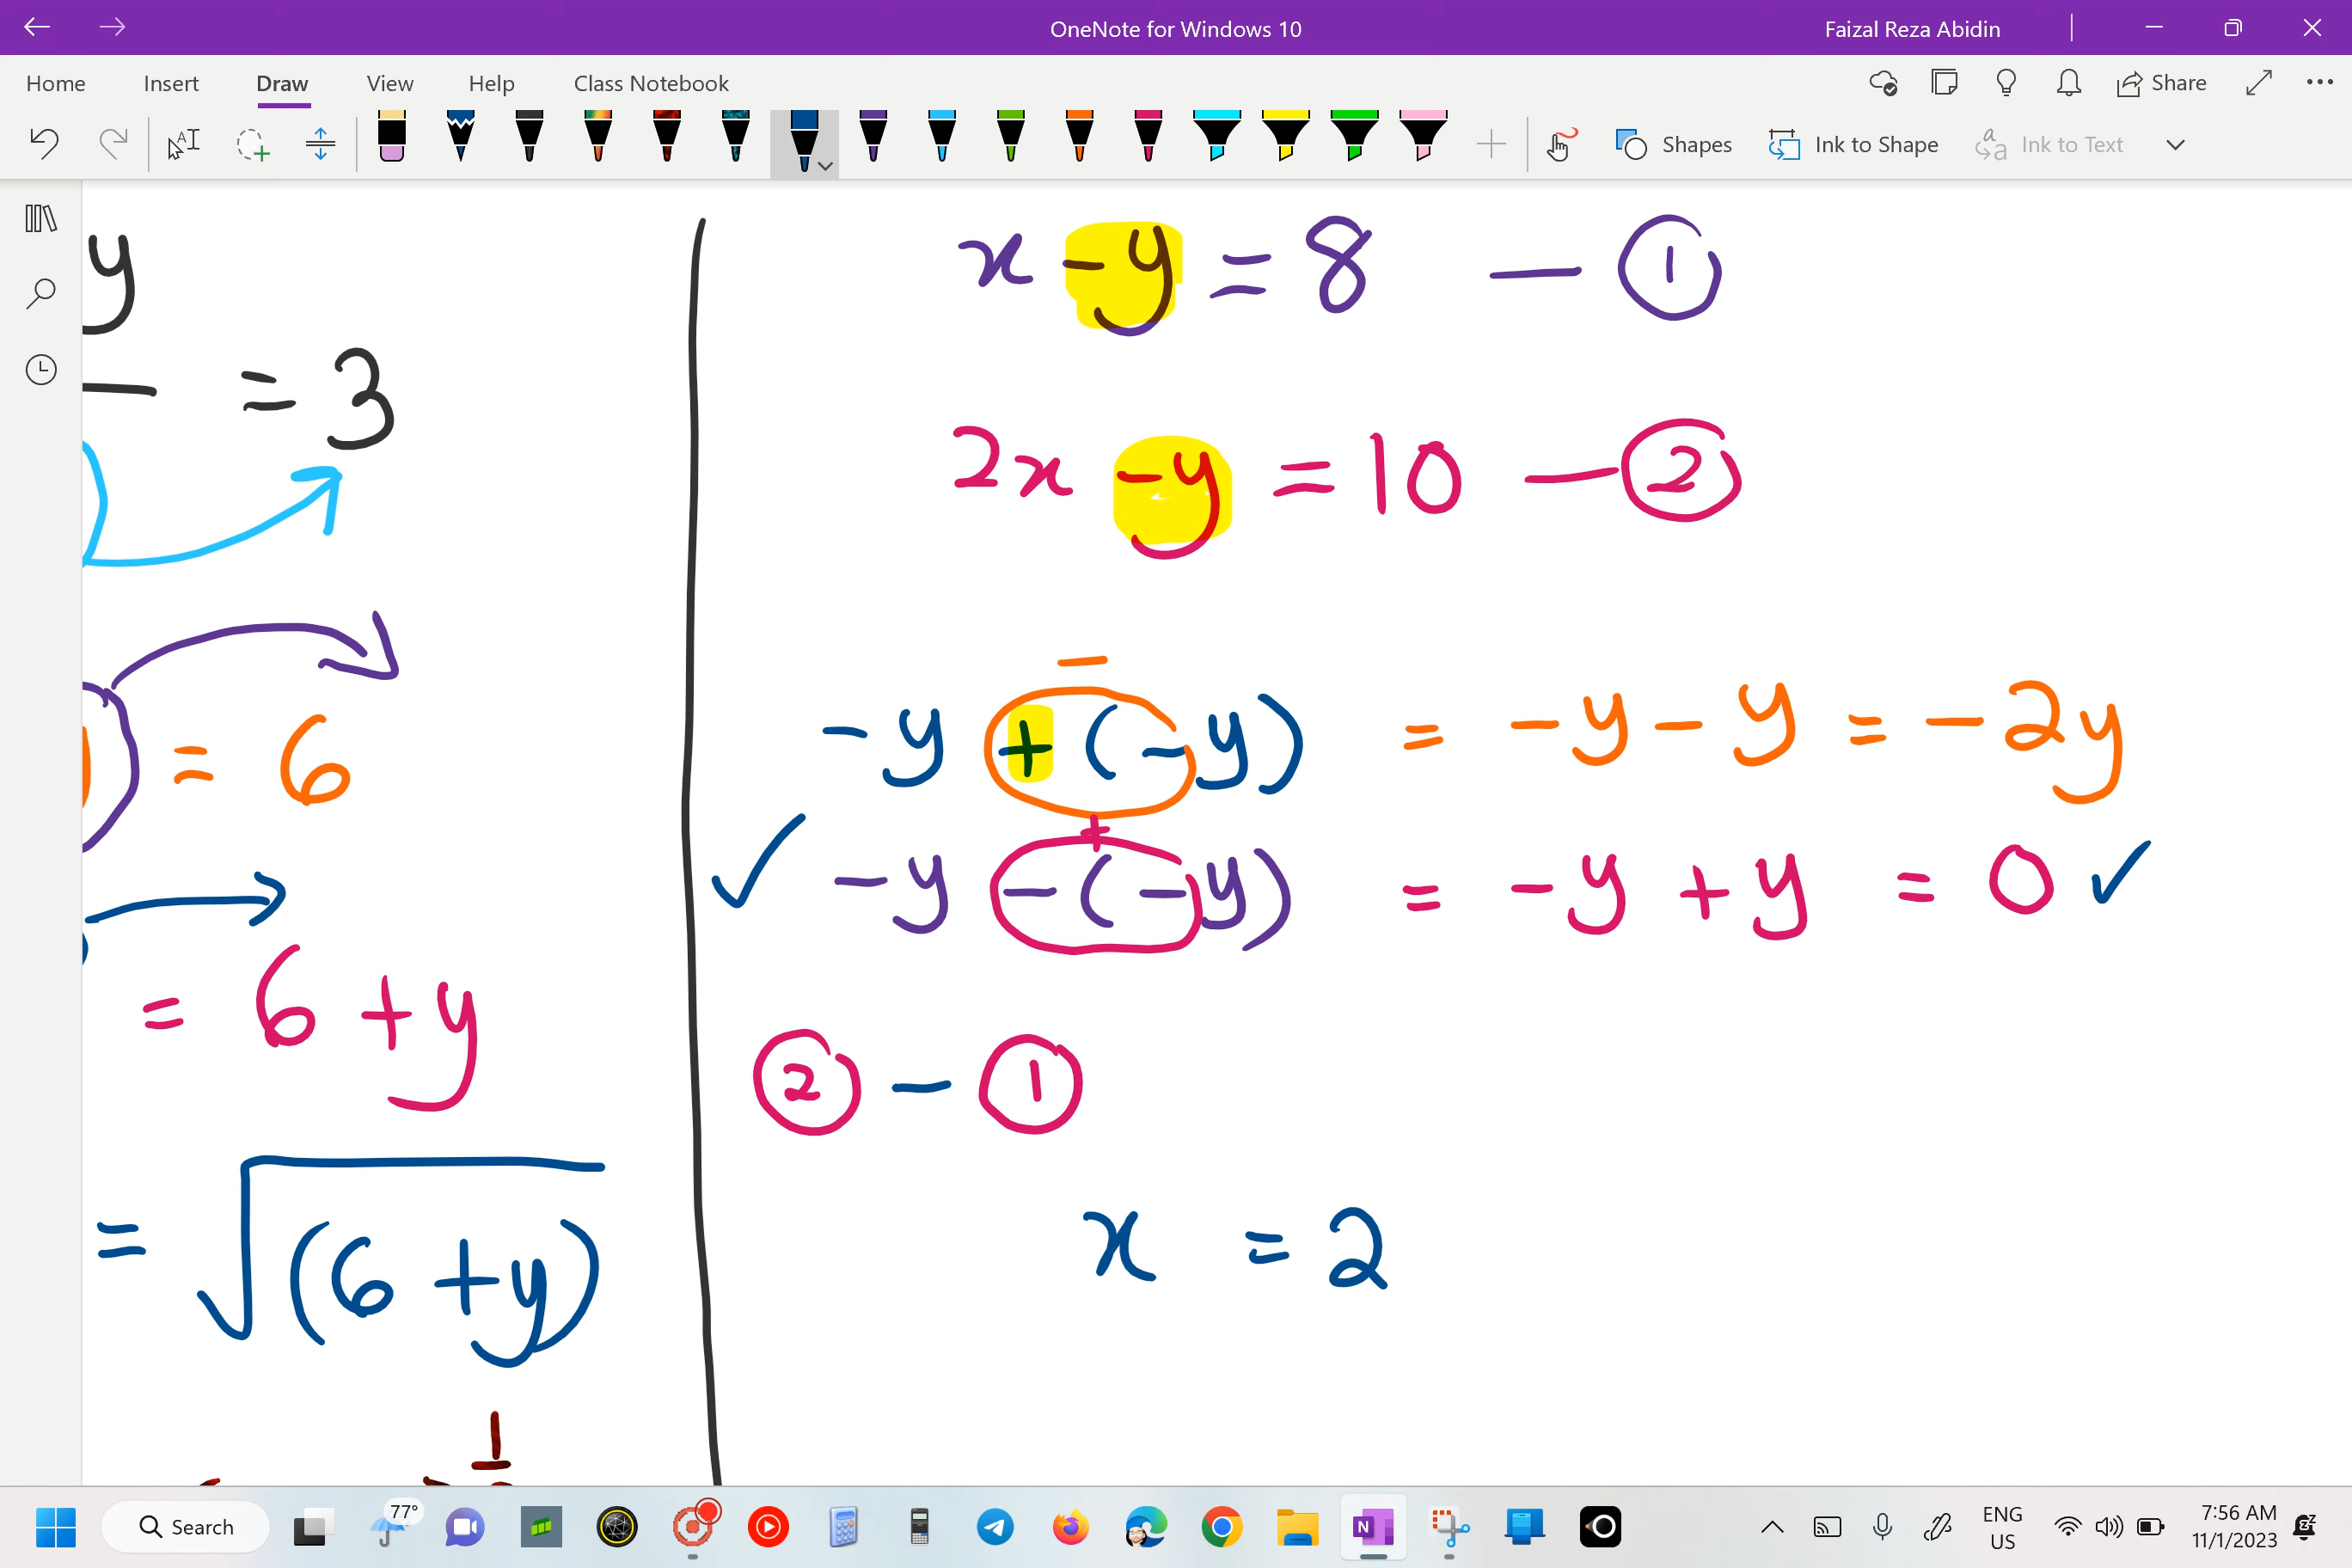 OneNote for Windows 10
Faizal Reza Abidin
Home Insert Draw View Help Class Notebook
Share
Shapes Ink to Shape Ink to Text
y
— = 3
= 6
= 6 + y
= √(6 + y)
1
x - y = 8 — ①
2x - y = 10 — ②
−
-y + (-y) = -y - y = -2y
+
✓ -y - (-y) = -y + y = 0 ✓
② - ①
x = 2
Search
77°
ENG
US
7:56 AM
11/1/2023